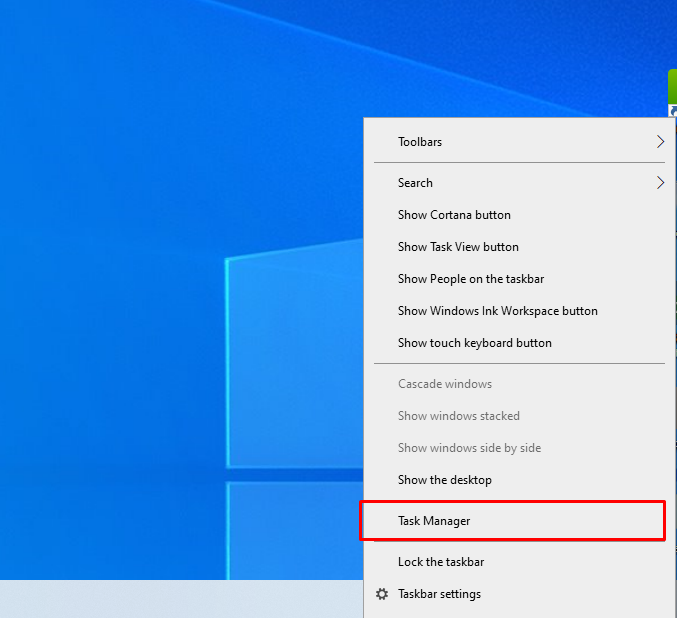 Toolbars
Search
Show Cortana button
Show Task View button
Show People on the taskbar
Show Windows Ink Workspace button
Show touch keyboard button
Cascade windows
Show windows stacked
Show windows side by side
Show the desktop
Task Manager
Lock the taskbar
Taskbar settings